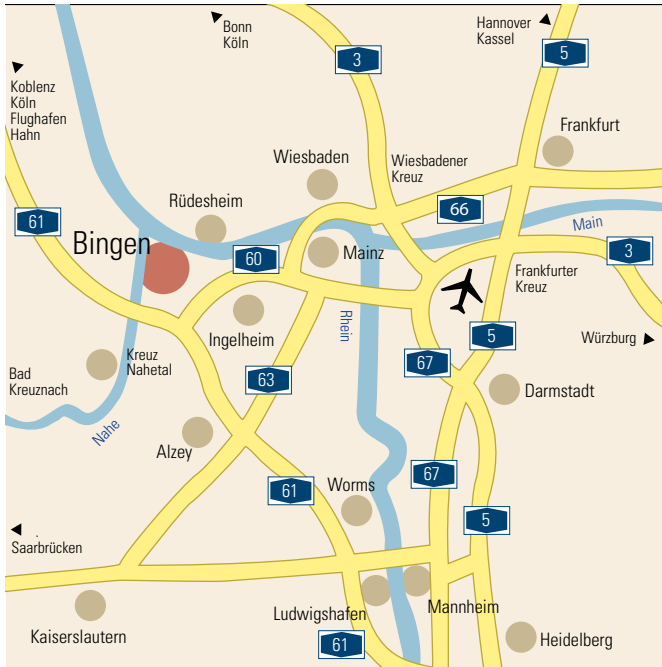 Bonn
Köln
Hannover
Kassel
3
5
Koblenz
Köln
Flughafen
Hahn
Frankfurt
Wiesbaden
Wiesbadener
Kreuz
Rüdesheim
61
66
Main
Bingen
60
Mainz
3
Frankfurter
Kreuz
Ingelheim
Rhein
5
Würzburg
Kreuz
Nahetal
67
Bad
Kreuznach
63
Darmstadt
Nahe
Alzey
67
Worms
61
5
Saarbrücken
Ludwigshafen
Mannheim
Kaiserslautern
61
Heidelberg